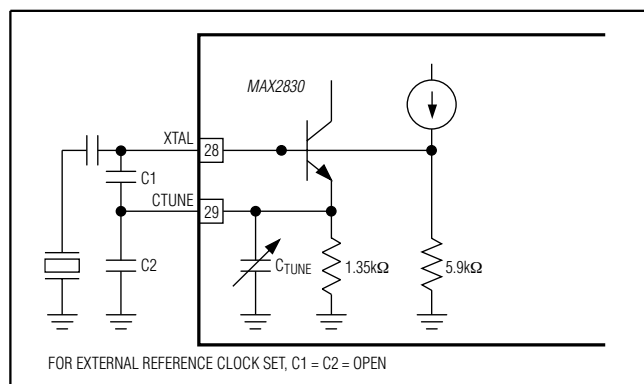 MAX2830
XTAL
28
C1
CTUNE
29
C2
CTUNE
1.35kΩ
5.9kΩ
FOR EXTERNAL REFERENCE CLOCK SET, C1 = C2 = OPEN